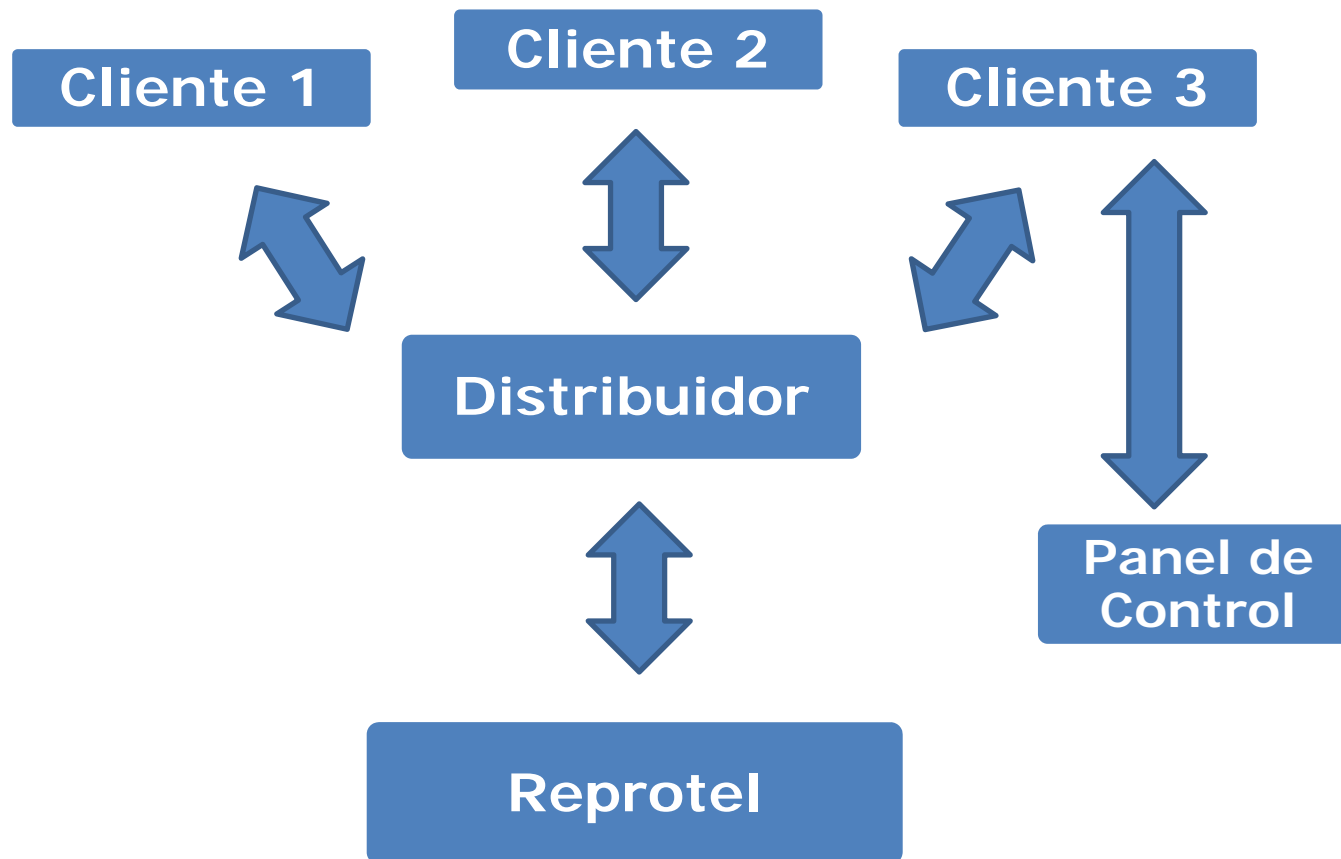 Cliente 1
Cliente 2
Cliente 3
Distribuidor
Panel de
Control
Reprotel